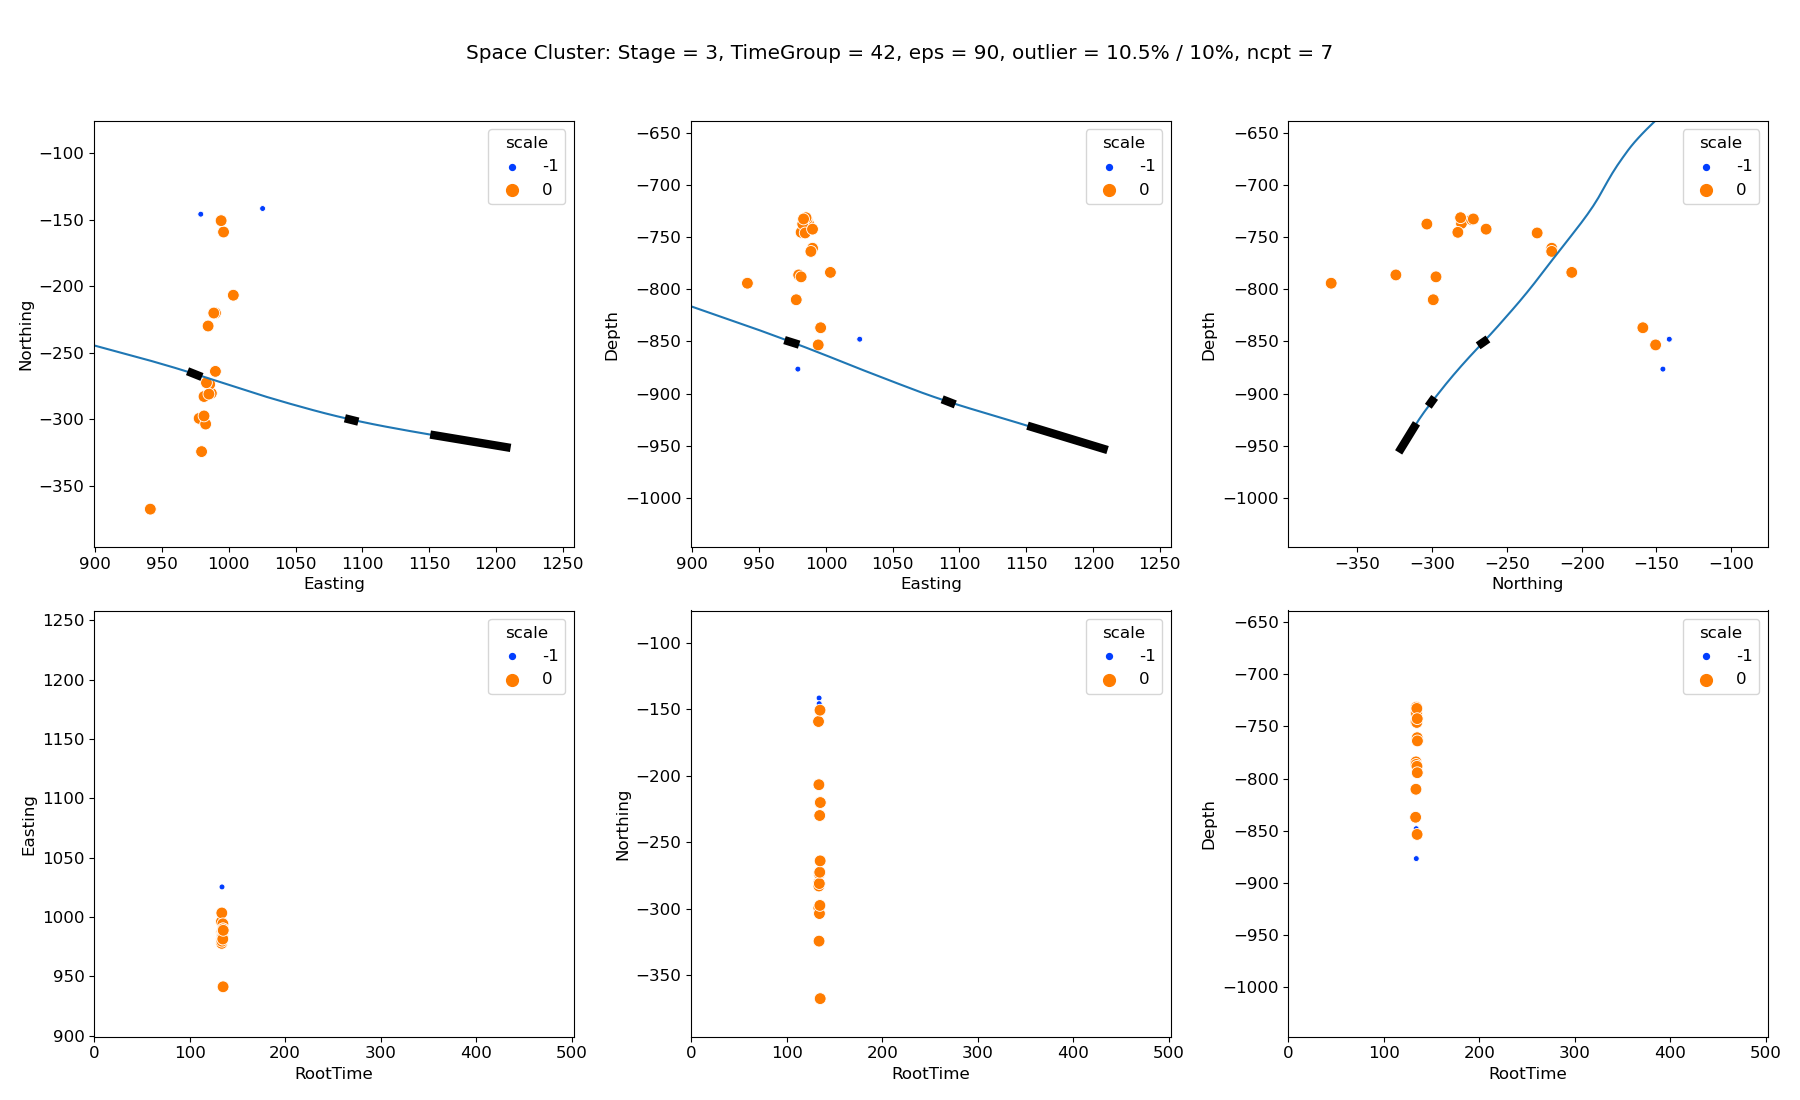 Space Cluster: Stage = 3, TimeGroup = 42, eps = 90, outlier = 10.5% / 10%, ncpt = 7
scale
-1
0
−100
−150
−200
−250
−300
−350
Northing
900 950 1000 1050 1100 1150 1200 1250
Easting
scale
-1
0
−650
−700
−750
−800
−850
−900
−950
−1000
Depth
900 950 1000 1050 1100 1150 1200 1250
Easting
scale
-1
0
−650
−700
−750
−800
−850
−900
−950
−1000
Depth
−350 −300 −250 −200 −150 −100
Northing
scale
-1
0
1250
1200
1150
1100
1050
1000
950
900
Easting
0 100 200 300 400 500
RootTime
scale
-1
0
−100
−150
−200
−250
−300
−350
Northing
0 100 200 300 400 500
RootTime
scale
-1
0
−650
−700
−750
−800
−850
−900
−950
−1000
Depth
0 100 200 300 400 500
RootTime